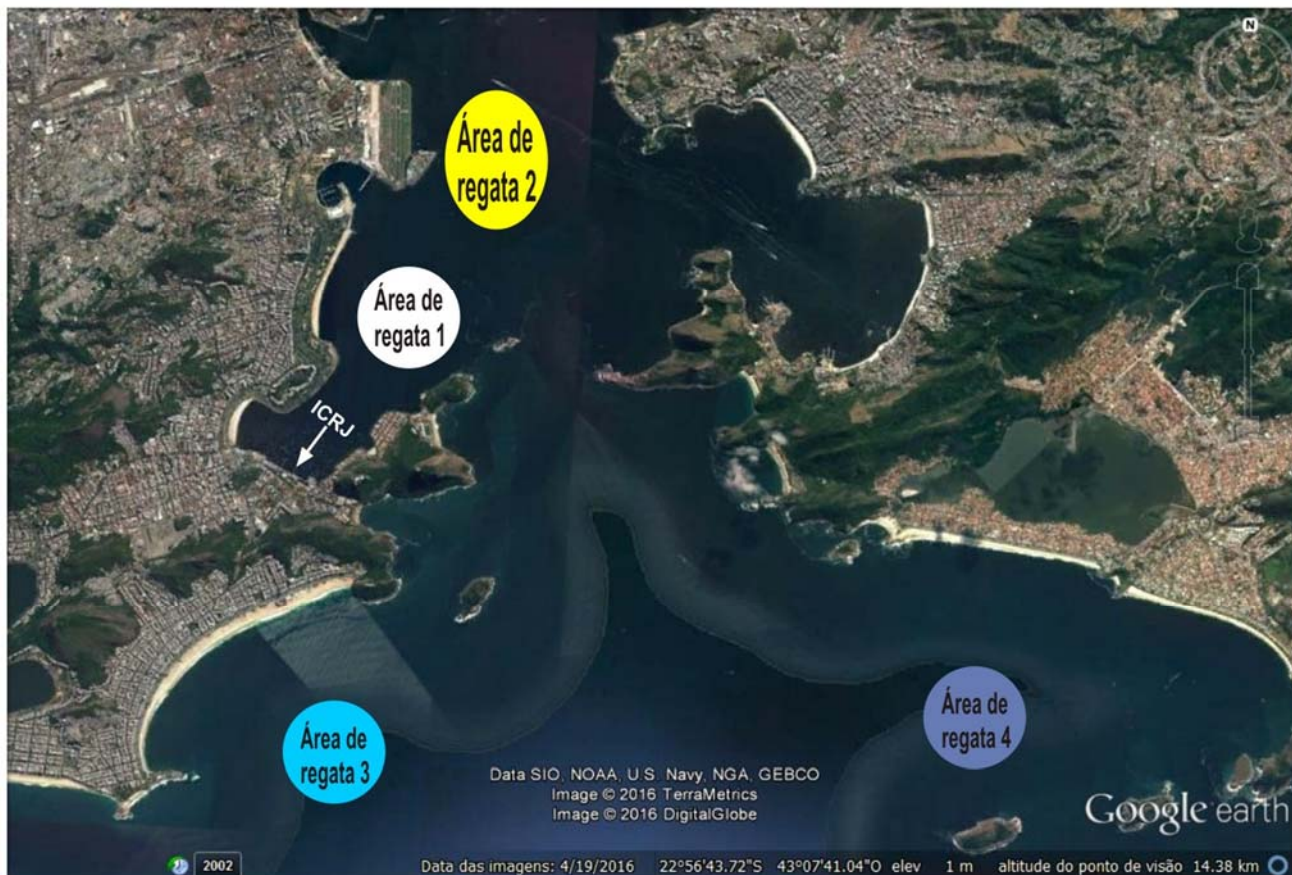 N
Área de
regata 2
Área de
regata 1
ICRJ
Área de
regata 3
Área de
regata 4
Data SIO, NOAA, U.S. Navy, NGA, GEBCO
Image © 2016 TerraMetrics
Image © 2016 DigitalGlobe
Google earth
2002
Data das imagens: 4/19/2016 22°56'43.72"S 43°07'41.04"O elev 1 m altitude do ponto de visão 14.38 km